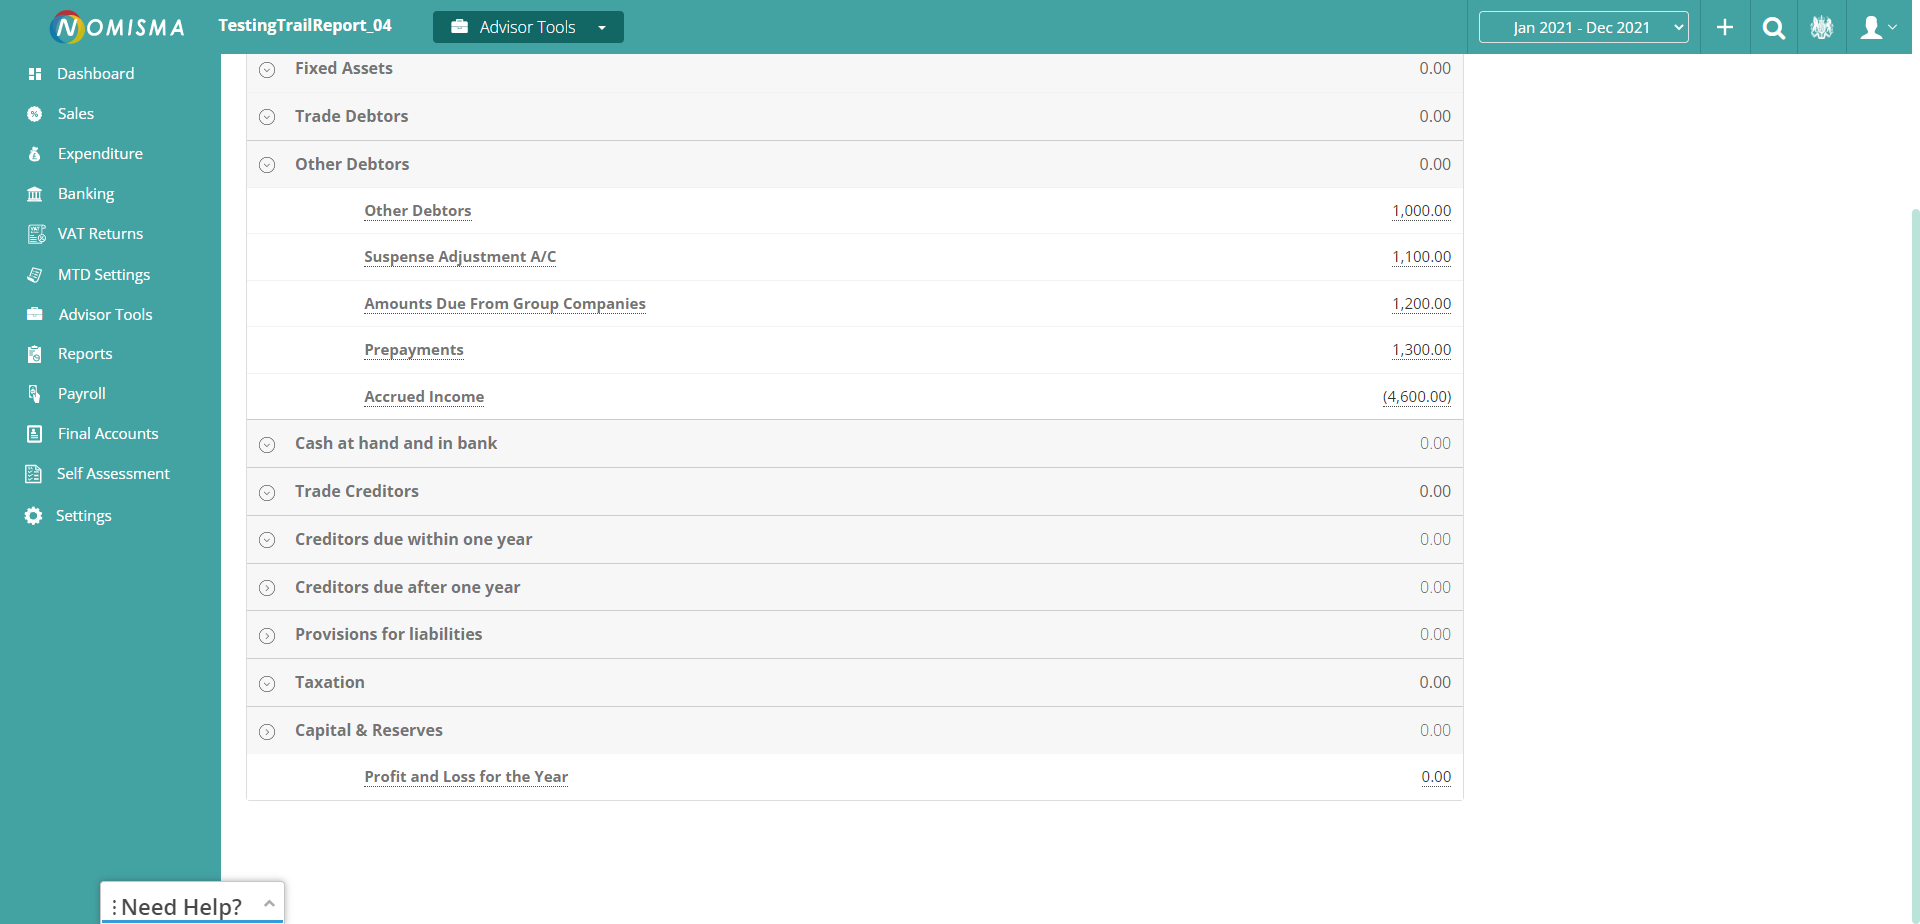 NOMISMA TestingTrailReport_04 Advisor Tools Jan 2021 - Dec 2021
Dashboard
Sales
Expenditure
Banking
VAT Returns
MTD Settings
Advisor Tools
Reports
Payroll
Final Accounts
Self Assessment
Settings
Fixed Assets 0.00
Trade Debtors 0.00
Other Debtors 0.00
Other Debtors 1,000.00
Suspense Adjustment A/C 1,100.00
Amounts Due From Group Companies 1,200.00
Prepayments 1,300.00
Accrued Income (4,600.00)
Cash at hand and in bank 0.00
Trade Creditors 0.00
Creditors due within one year 0.00
Creditors due after one year 0.00
Provisions for liabilities 0.00
Taxation 0.00
Capital & Reserves 0.00
Profit and Loss for the Year 0.00
Need Help?